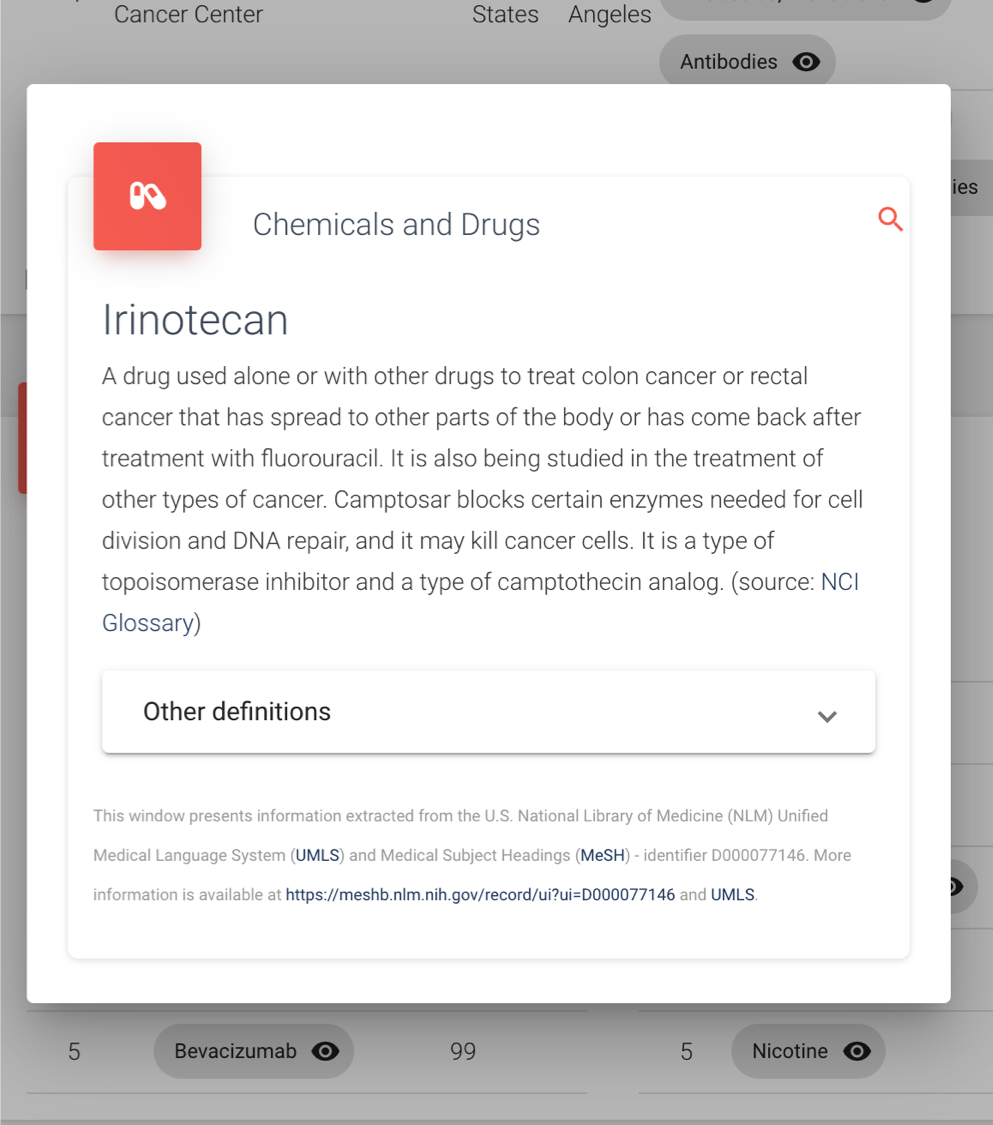 Cancer Center States Angeles
Antibodies
ies
Chemicals and Drugs
Irinotecan
A drug used alone or with other drugs to treat colon cancer or rectal
cancer that has spread to other parts of the body or has come back after
treatment with fluorouracil. It is also being studied in the treatment of
other types of cancer. Camptosar blocks certain enzymes needed for cell
division and DNA repair, and it may kill cancer cells. It is a type of
topoisomerase inhibitor and a type of camptothecin analog. (source: NCI
Glossary)
Other definitions
This window presents information extracted from the U.S. National Library of Medicine (NLM) Unified
Medical Language System (UMLS) and Medical Subject Headings (MeSH) - identifier D000077146. More
information is available at https://meshb.nlm.nih.gov/record/ui?ui=D000077146 and UMLS.
5 Bevacizumab 99 5 Nicotine